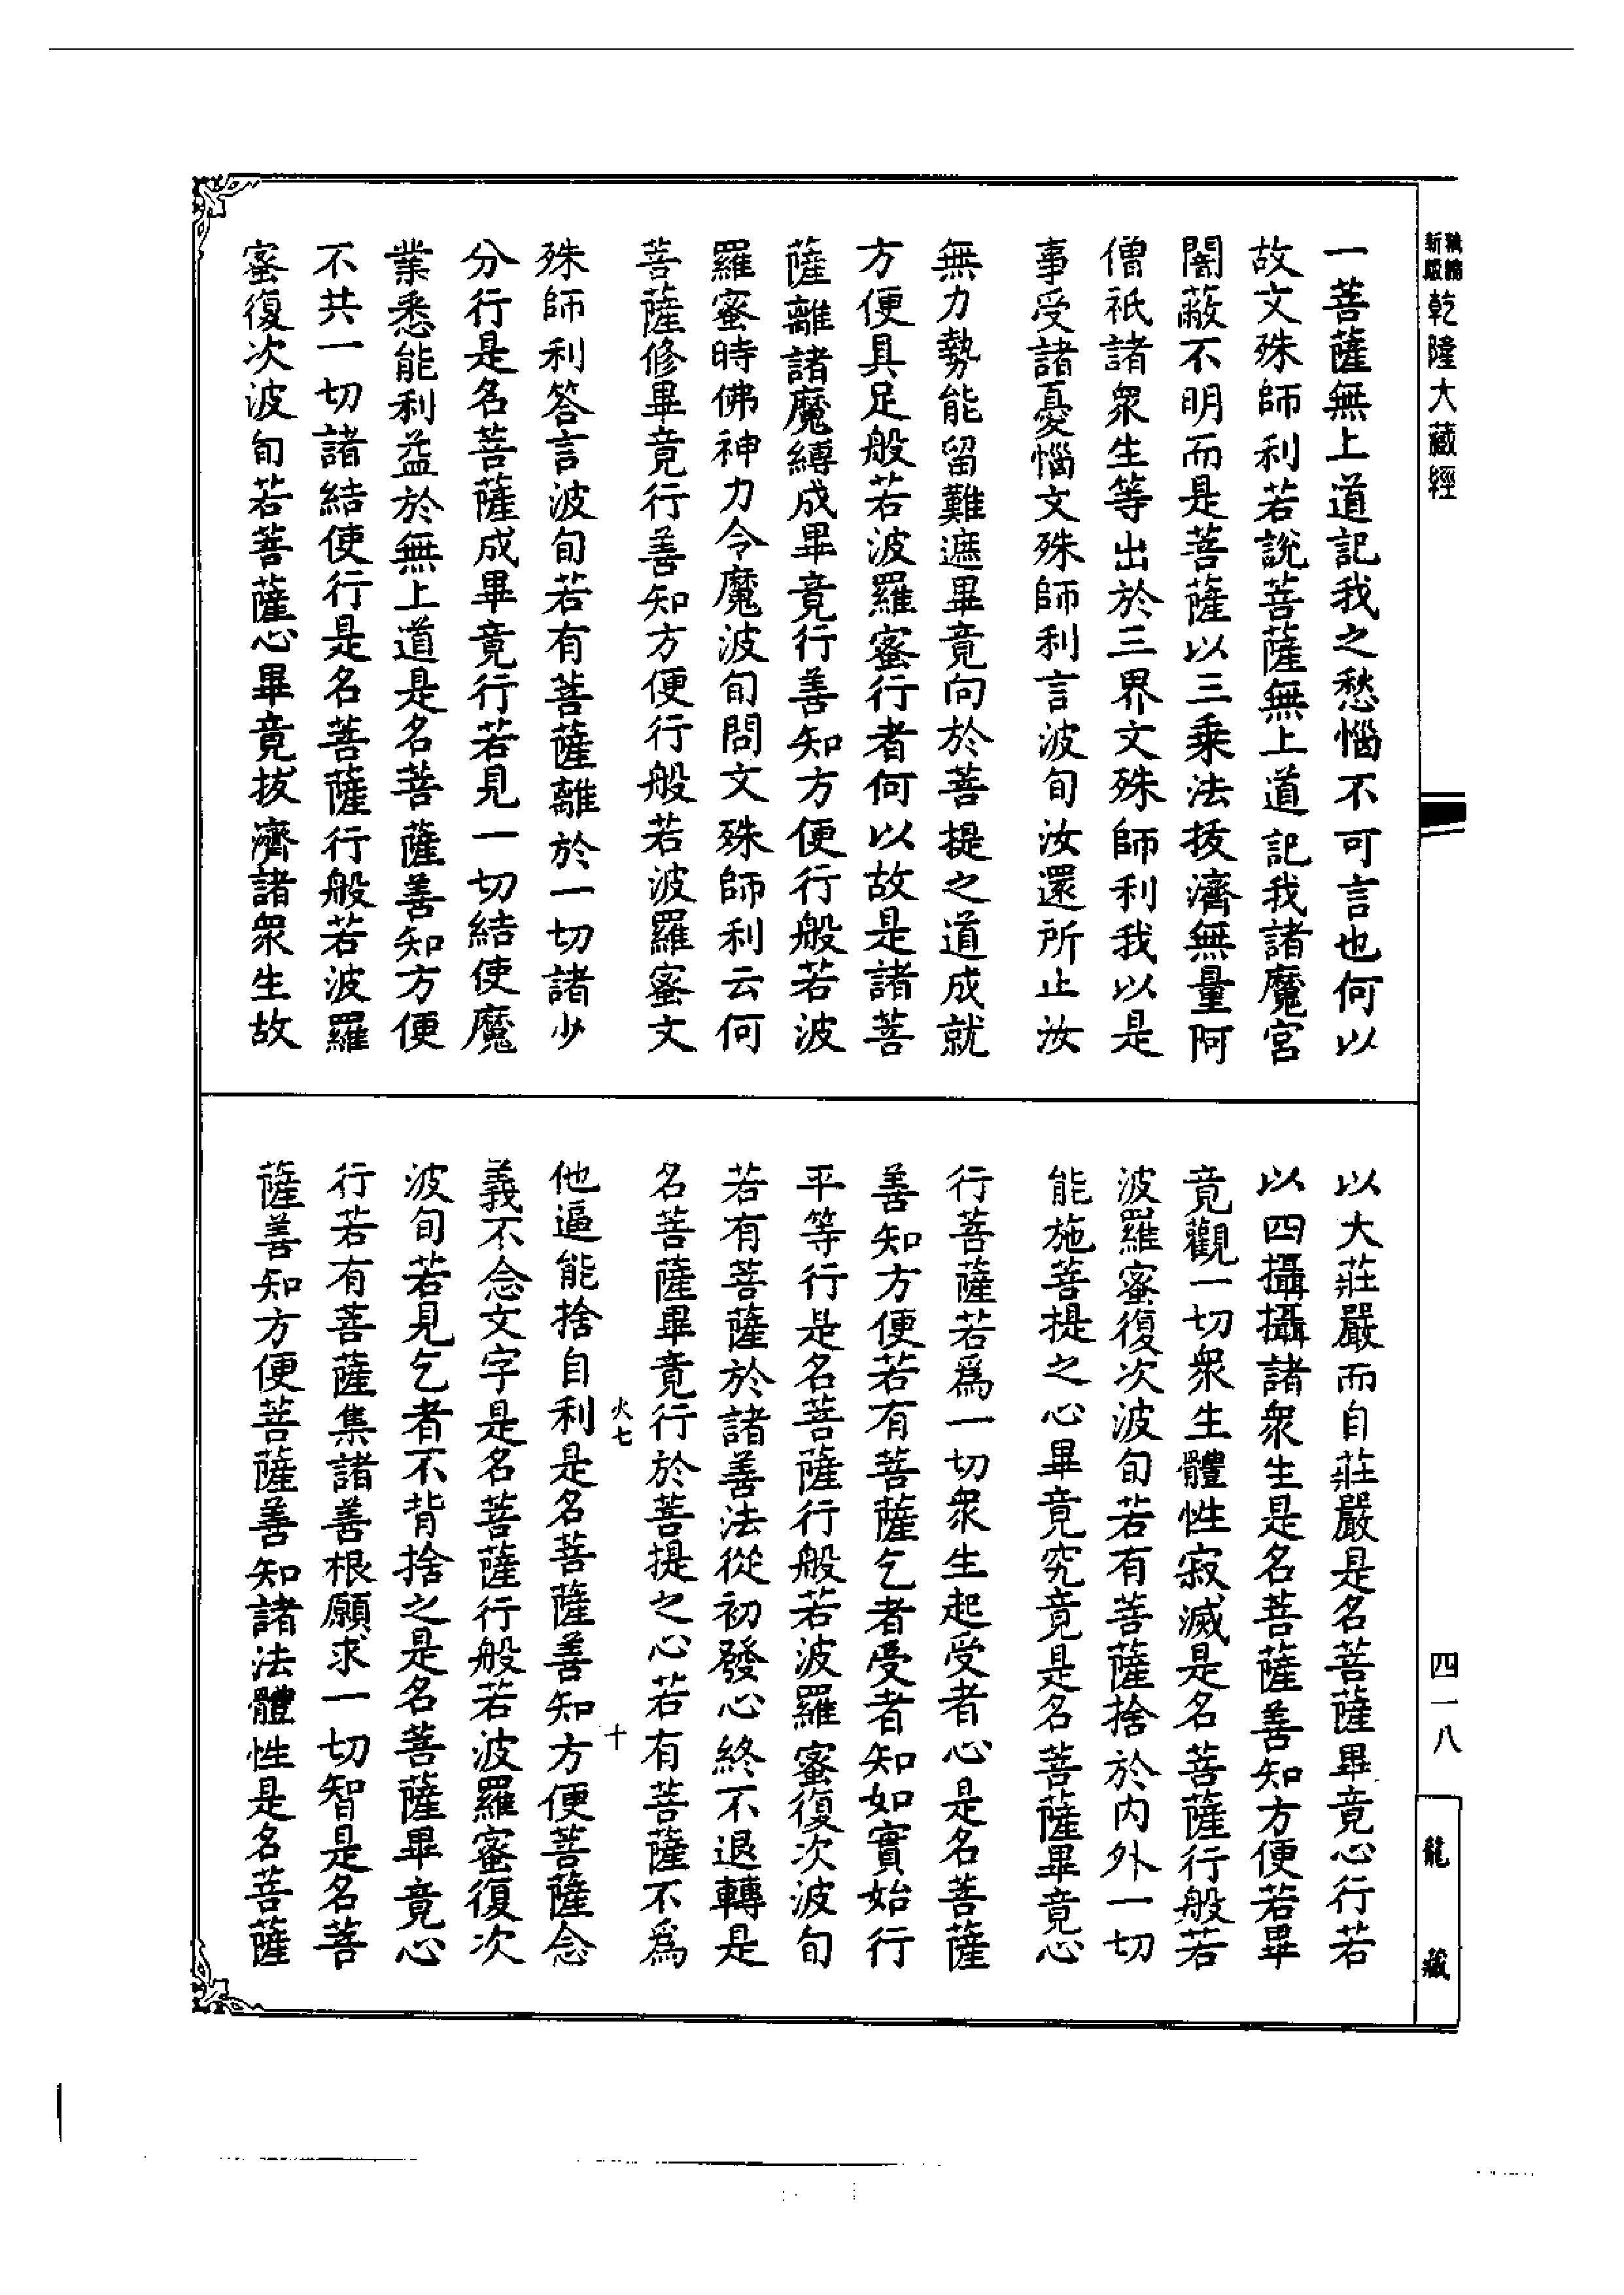 乾隆大藏經
一菩薩無上道記我之愁惱不可言也何以
故文殊師利若說菩薩無上道記我諸魔宮
闇蔽不明而是菩薩以三乘法拔濟無量阿
僧祇諸衆生等出於三界文殊師利我以是
事受諸憂惱文殊師利言波旬汝還所止汝
無力勢能留難遮畢竟向於菩提之道成就
方便具足般若波羅蜜行者何以故是諸菩
薩離諸魔縛成畢竟行善知方便行般若波
羅蜜時佛神力令魔波旬問文殊師利云何
菩薩修畢竟行善知方便行般若波羅蜜文
殊師利答言波旬若有菩薩離於一切諸少
分行是名菩薩成畢竟行若見一切結使魔
業悉能利益於無上道是名菩薩善知方便
不共一切諸結使行是名菩薩行般若波羅
蜜復次波旬若菩薩心畢竟拔濟諸衆生故
以大莊嚴而自莊嚴是名菩薩畢竟心行若
以四攝攝諸衆生是名菩薩善知方便若畢
竟觀一切衆生體性寂滅是名菩薩行般若
波羅蜜復次波旬若有菩薩捨於內外一切
能施菩提之心畢竟究竟是名菩薩畢竟心
行菩薩若爲一切衆生起受者心是名菩薩
善知方便若有菩薩乞者受者知如實始行
平等行是名菩薩行般若波羅蜜復次波旬
若有菩薩於諸善法從初發心終不退轉是
名菩薩畢竟行於菩提之心若有菩薩不爲
火七 十
他逼能捨自利是名菩薩善知方便菩薩念
義不念文字是名菩薩行般若波羅蜜復次
波旬若見乞者不背捨之是名菩薩畢竟心
行若有菩薩集諸善根願求一切智是名菩
薩善知方便菩薩善知諸法體性是名菩薩
四一八
龍藏